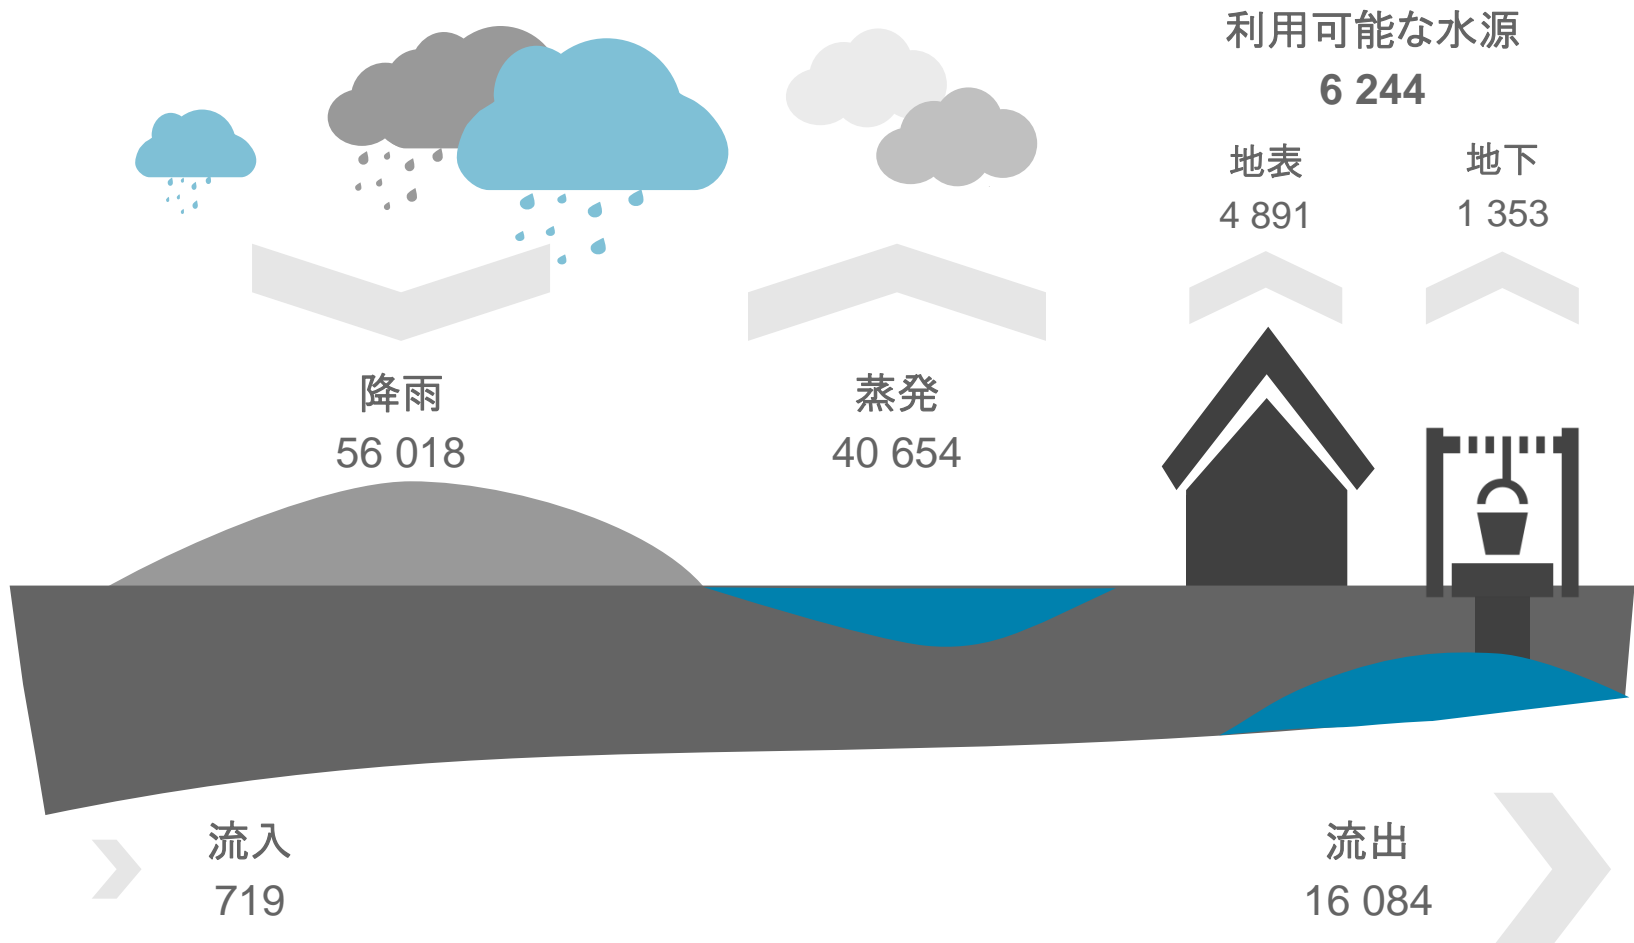 利用可能な水源
6 244
地表
4 891
地下
1 353
降雨
56 018
蒸発
40 654
流入
719
流出
16 084